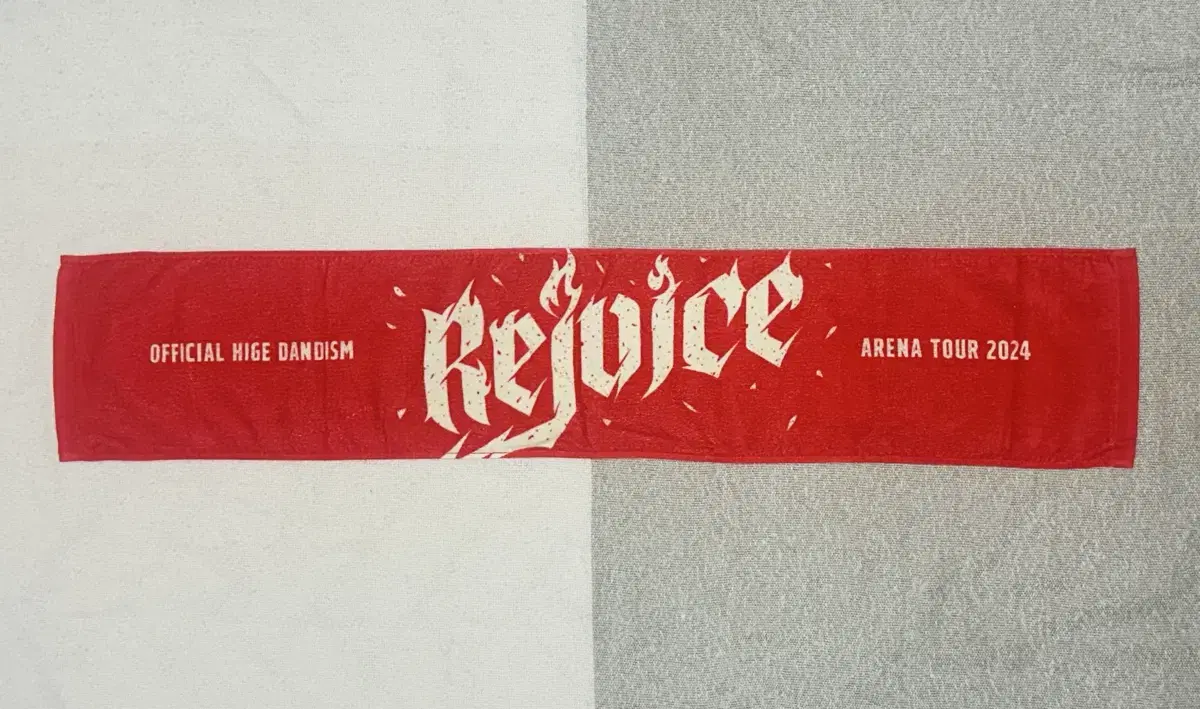 OFFICIAL HIGE DANDISM
Rejoice
ARENA TOUR 2024